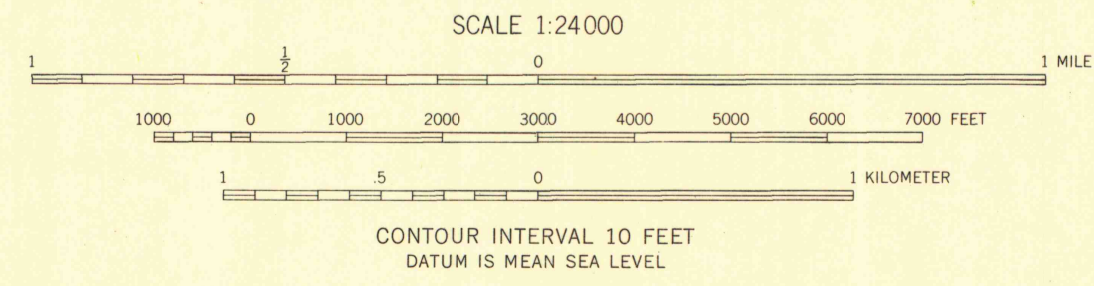 SCALE 1:24000
1 1/2 0 1 MILE
1000 0 1000 2000 3000 4000 5000 6000 7000 FEET
1 .5 0 1 KILOMETER
CONTOUR INTERVAL 10 FEET
DATUM IS MEAN SEA LEVEL